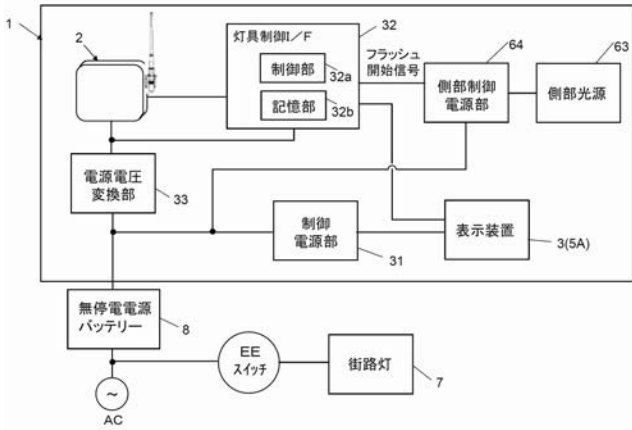 1
2
灯具制御I/F
32
制御部
32a
記憶部
32b
フラッシュ
開始信号
64
側部制御
電源部
63
側部光源
電源電圧
変換部
33
制御
電源部
31
表示装置
3(5A)
無停電電源
バッテリー
8
EE
スイッチ
街路灯
7
~
AC